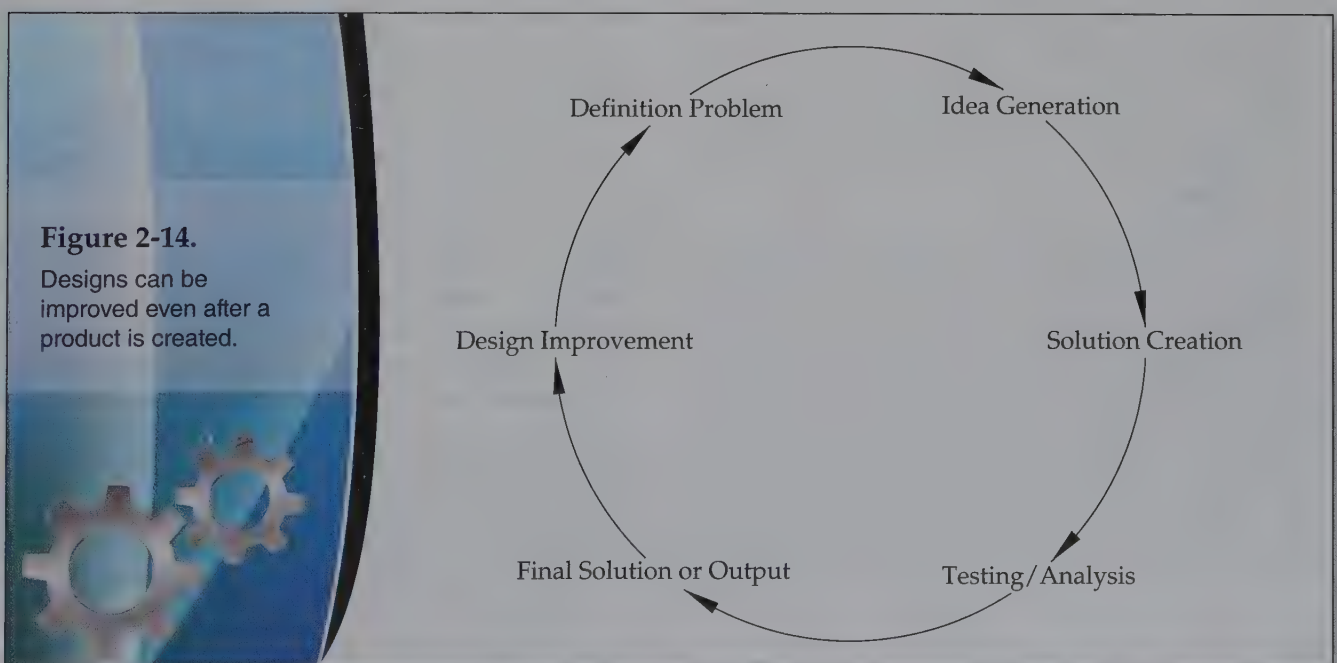 Figure 2-14.
Designs can be
improved even after a
product is created.
Definition Problem
Idea Generation
Solution Creation
Testing/Analysis
Final Solution or Output
Design Improvement